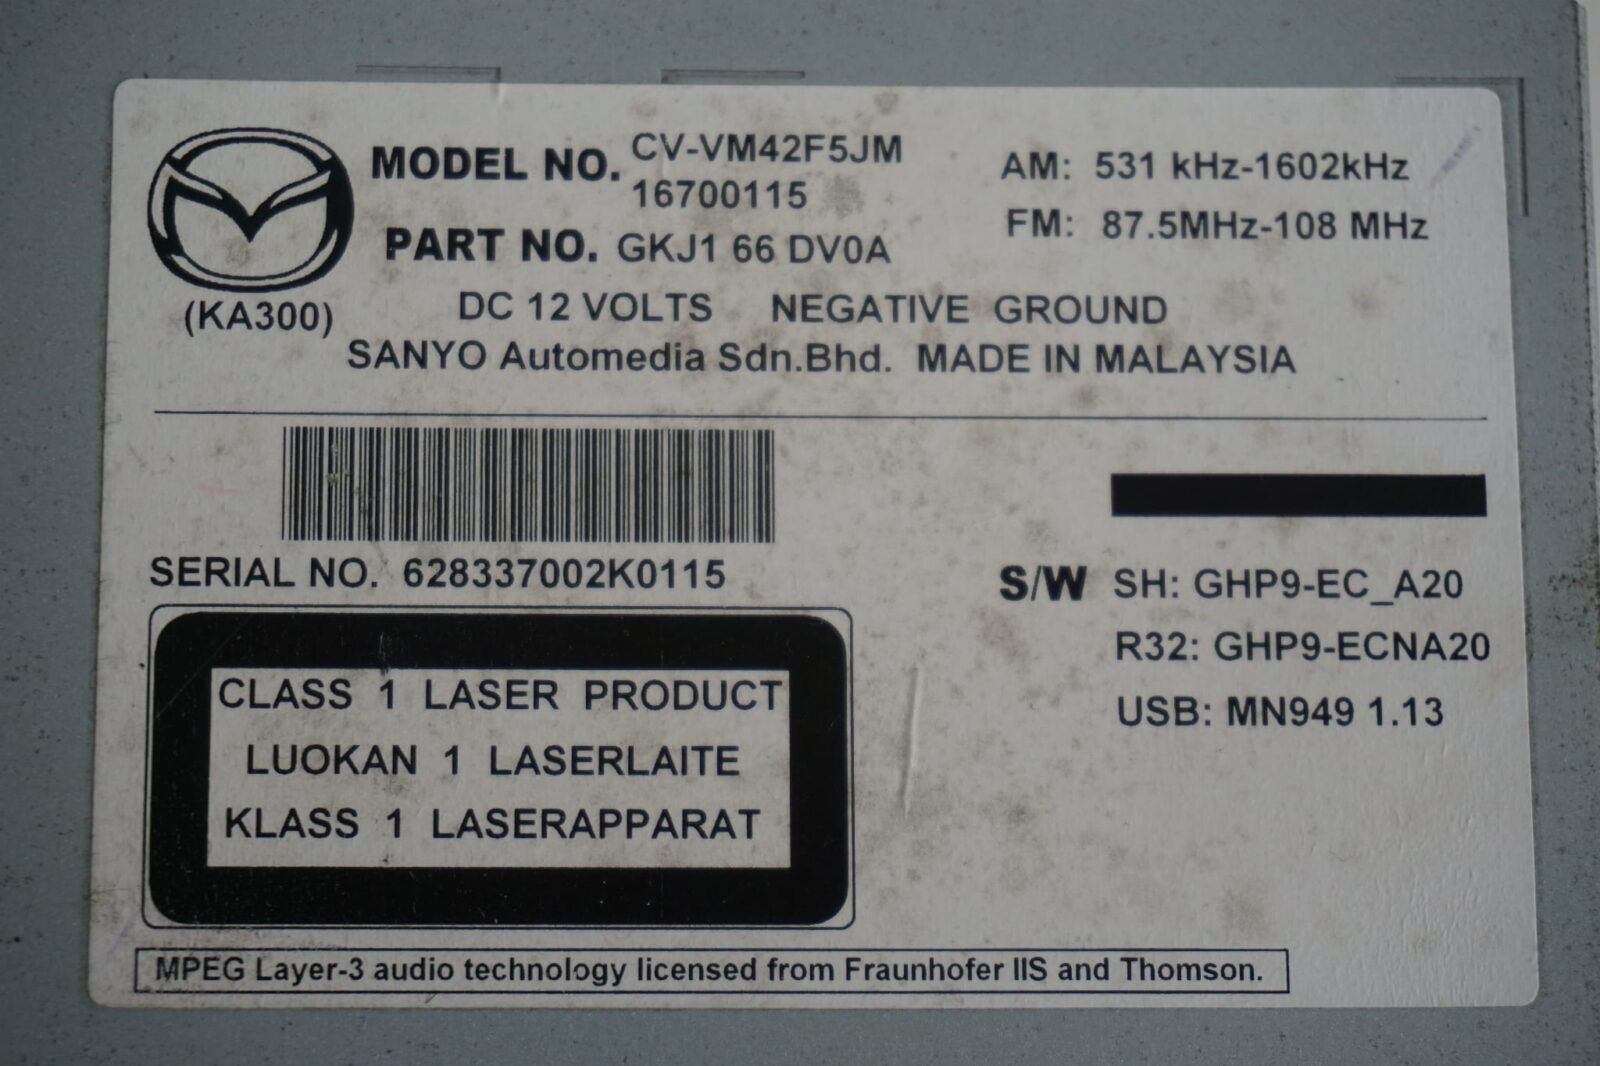 MODEL NO. CV-VM42F5JM
16700115
PART NO. GKJ1 66 DV0A
AM: 531 kHz-1602kHz
FM: 87.5MHz-108 MHz
(KA300)
DC 12 VOLTS NEGATIVE GROUND
SANYO Automedia Sdn.Bhd. MADE IN MALAYSIA
SERIAL NO. 628337002K0115
S/W SH: GHP9-EC_A20
R32: GHP9-ECNA20
USB: MN949 1.13
CLASS 1 LASER PRODUCT
LUOKAN 1 LASERLAITE
KLASS 1 LASERAPPARAT
MPEG Layer-3 audio technology licensed from Fraunhofer IIS and Thomson.